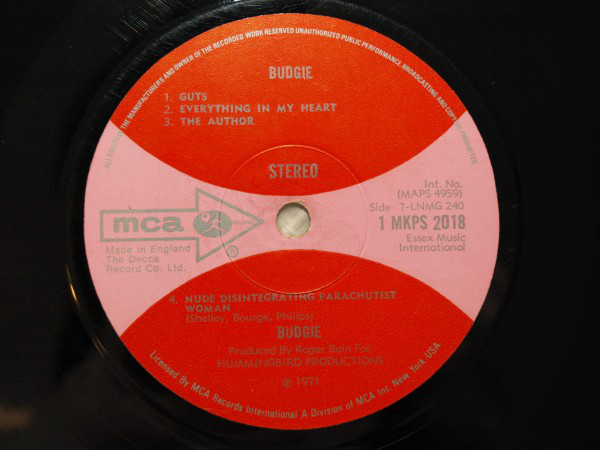 ALL RIGHTS OF THE MANUFACTURERS AND OWNER OF THE RECORDED WORK RESERVED UNAUTHORIZED PUBLIC PERFORMANCE, BROADCASTING AND COPYING PROHIBITED
BUDGIE
1. GUTS
2. EVERYTHING IN MY HEART
3. THE AUTHOR
STEREO
mca
®
Made in England
The Decca
Record Co. Ltd.
Int. No.
(MAPS 4959)
Side 7-LNMG 240
1 MKPS 2018
Essex Music
International
4. NUDE DISINTEGRATING PARACHUTIST
WOMAN
(Shelley, Bourge, Phillips)
BUDGIE
Produced By Roger Bain For
HUMMINGBIRD PRODUCTIONS
℗ 1971
Licensed By MCA Records International A Division of MCA Inc. New York USA